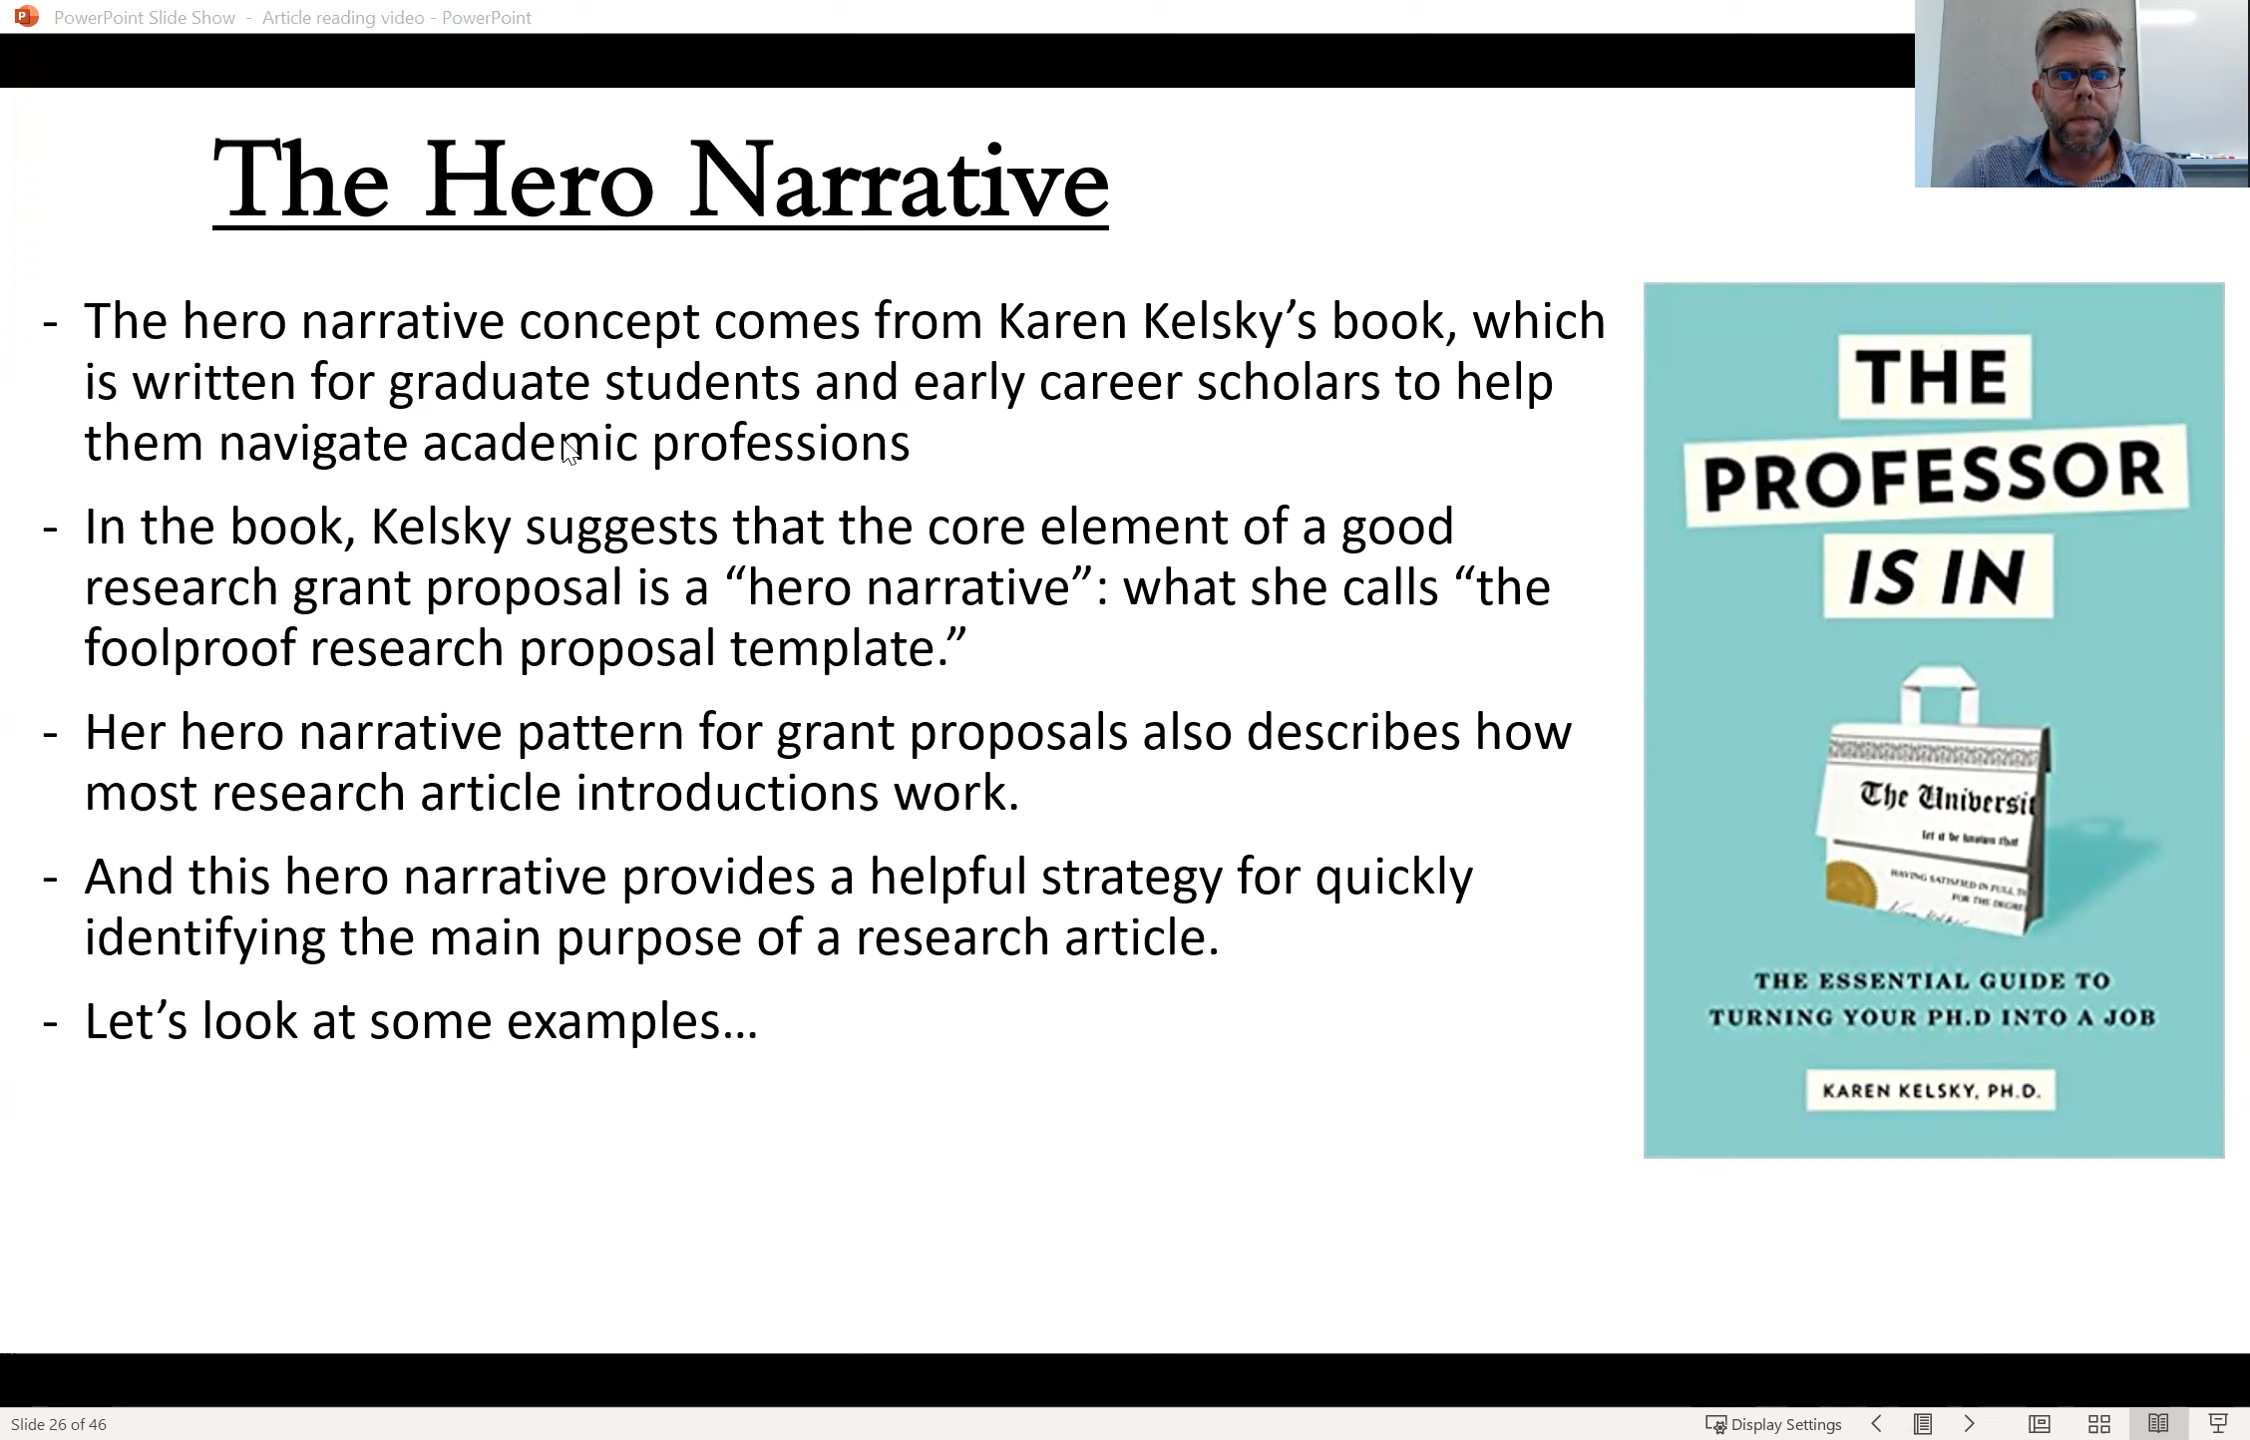 PowerPoint Slide Show - Article reading video - PowerPoint
The Hero Narrative
- The hero narrative concept comes from Karen Kelsky’s book, which
is written for graduate students and early career scholars to help
them navigate academic professions
- In the book, Kelsky suggests that the core element of a good
research grant proposal is a “hero narrative”: what she calls “the
foolproof research proposal template.”
- Her hero narrative pattern for grant proposals also describes how
most research article introductions work.
- And this hero narrative provides a helpful strategy for quickly
identifying the main purpose of a research article.
- Let’s look at some examples...
THE
PROFESSOR
IS IN
The Universit
let it be known that
HAVING SATISFIED IN FULL
FOR THE DEGREE
THE ESSENTIAL GUIDE TO
TURNING YOUR PH.D INTO A JOB
KAREN KELSKY, PH.D.
Slide 26 of 46
Display Settings